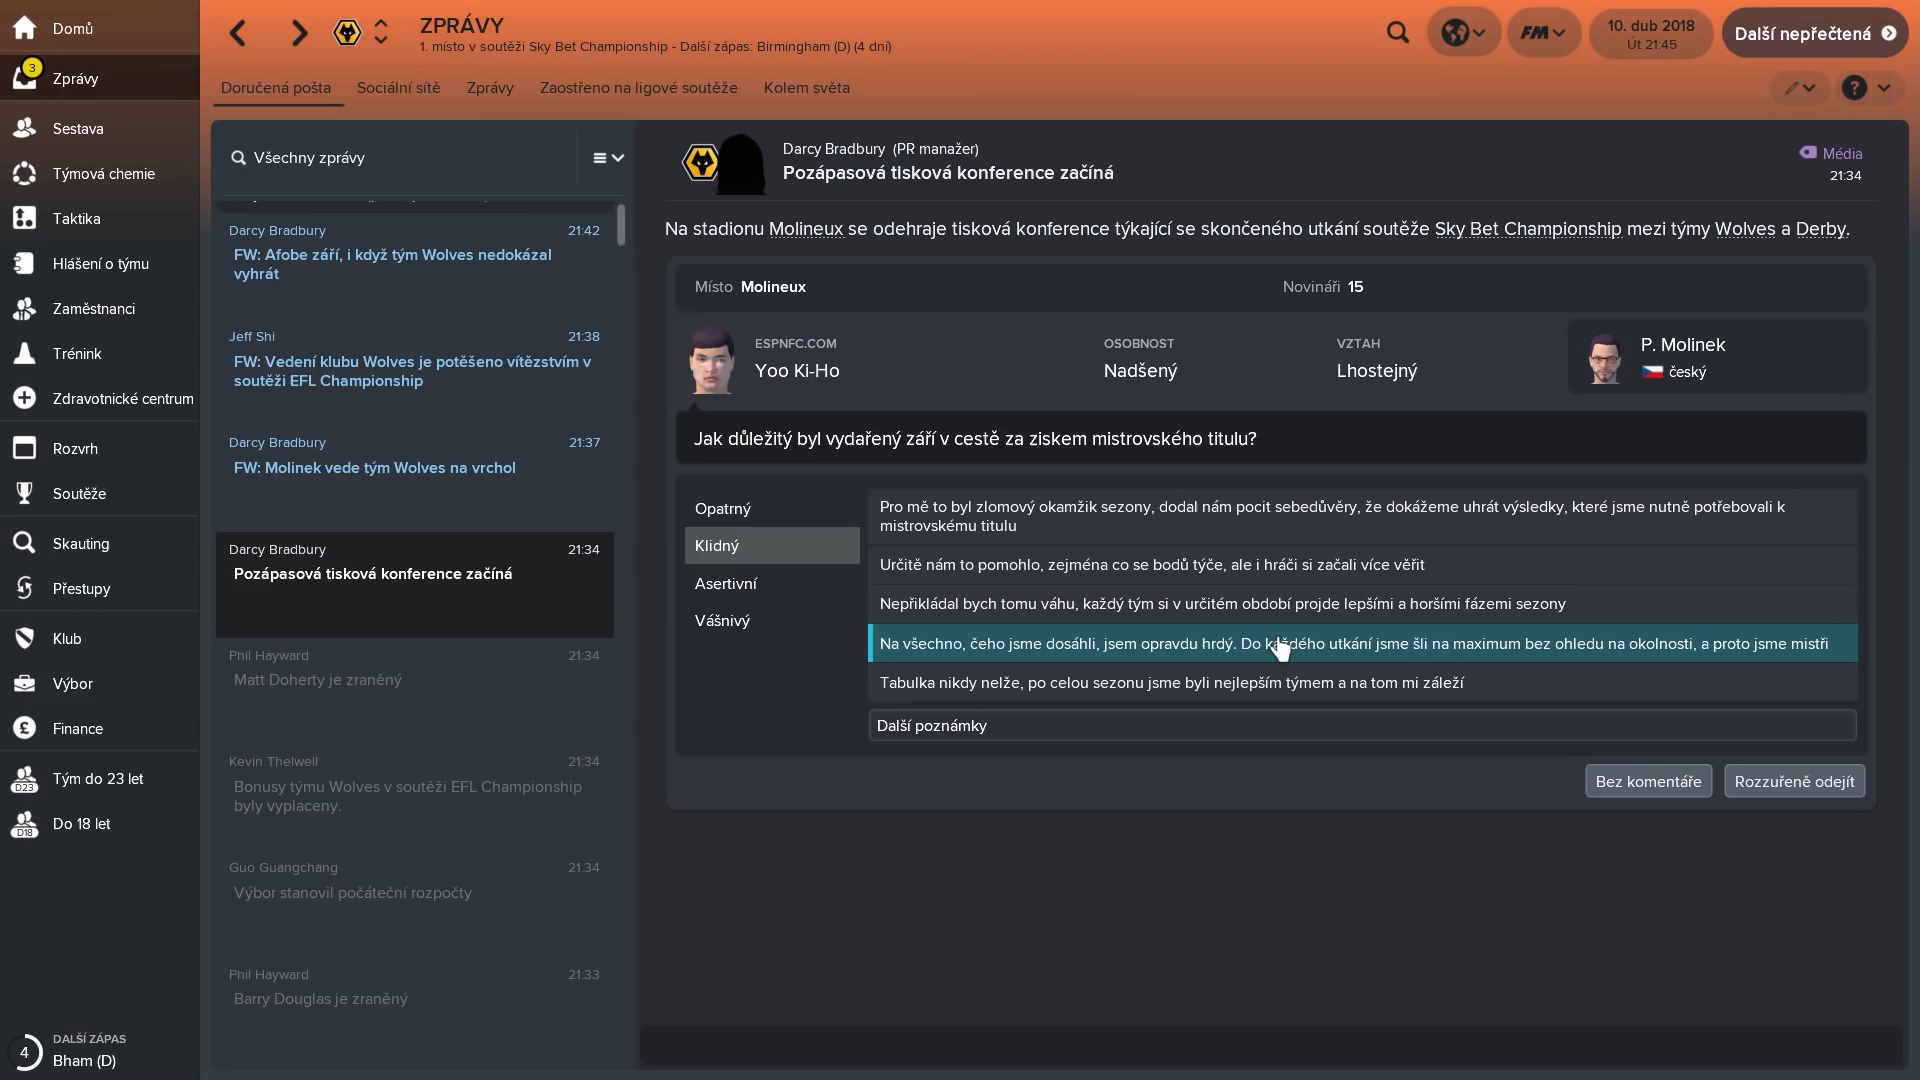 Domů
3
Zprávy
Sestava
Týmová chemie
Taktika
Hlášení o týmu
Zaměstnanci
Trénink
Zdravotnické centrum
Rozvrh
Soutěže
Skauting
Přestupy
Klub
Výbor
Finance
D23
Tým do 23 let
D18
Do 18 let
4
DALŠÍ ZÁPAS
Bham (D)
ZPRÁVY
1. místo v soutěži Sky Bet Championship - Další zápas: Birmingham (D) (4 dní)
FM
10. dub 2018
Út 21:45
Další nepřečtená
Doručená pošta
Sociální sítě
Zprávy
Zaostřeno na ligové soutěže
Kolem světa
?
Všechny zprávy
Darcy Bradbury 21:42
FW: Afobe září, i když tým Wolves nedokázal
vyhrát
Jeff Shi 21:38
FW: Vedení klubu Wolves je potěšeno vítězstvím v
soutěži EFL Championship
Darcy Bradbury 21:37
FW: Molinek vede tým Wolves na vrchol
Darcy Bradbury 21:34
Pozápasová tisková konference začíná
Phil Hayward 21:34
Matt Doherty je zraněný
Kevin Thelwell 21:34
Bonusy týmu Wolves v soutěži EFL Championship
byly vyplaceny.
Guo Guangchang 21:34
Výbor stanovil počáteční rozpočty
Phil Hayward 21:33
Barry Douglas je zraněný
Darcy Bradbury (PR manažer)
Pozápasová tisková konference začíná
Média
21:34
Na stadionu Molineux se odehraje tisková konference týkající se skončeného utkání soutěže Sky Bet Championship mezi týmy Wolves a Derby.
Místo Molineux
Novináři 15
ESPNFC.COM
Yoo Ki-Ho
OSOBNOST
Nadšený
VZTAH
Lhostejný
P. Molinek
český
Jak důležitý byl vydařený září v cestě za ziskem mistrovského titulu?
Opatrný
Klidný
Asertivní
Vášnivý
Pro mě to byl zlomový okamžik sezony, dodal nám pocit sebedůvěry, že dokážeme uhrát výsledky, které jsme nutně potřebovali k
mistrovskému titulu
Určitě nám to pomohlo, zejména co se bodů týče, ale i hráči si začali více věřit
Nepřikládal bych tomu váhu, každý tým si v určitém období projde lepšími a horšími fázemi sezony
Na všechno, čeho jsme dosáhli, jsem opravdu hrdý. Do každého utkání jsme šli na maximum bez ohledu na okolnosti, a proto jsme mistři
Tabulka nikdy nelže, po celou sezonu jsme byli nejlepším týmem a na tom mi záleží
Další poznámky
Bez komentáře
Rozzuřeně odejít